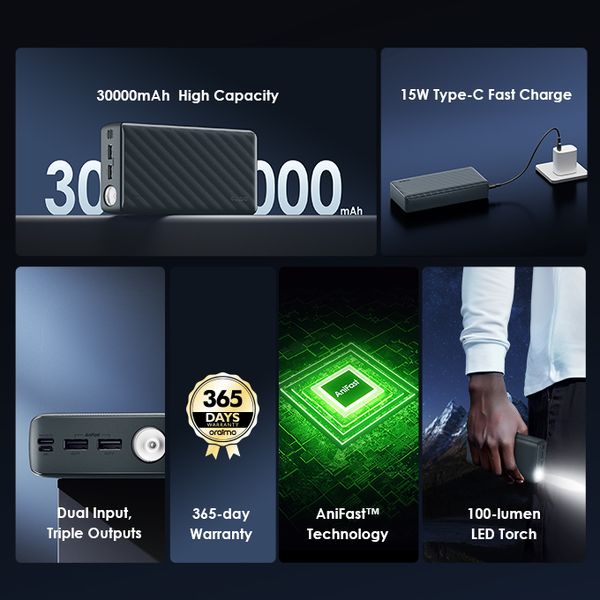 30000mAh High Capacity
30 000 mAh
15W Type-C Fast Charge
AniFast
365
DAYS
WARRANTY
oraimo
AniFast
Dual Input,
Triple Outputs
365-day
Warranty
AniFast™
Technology
100-lumen
LED Torch